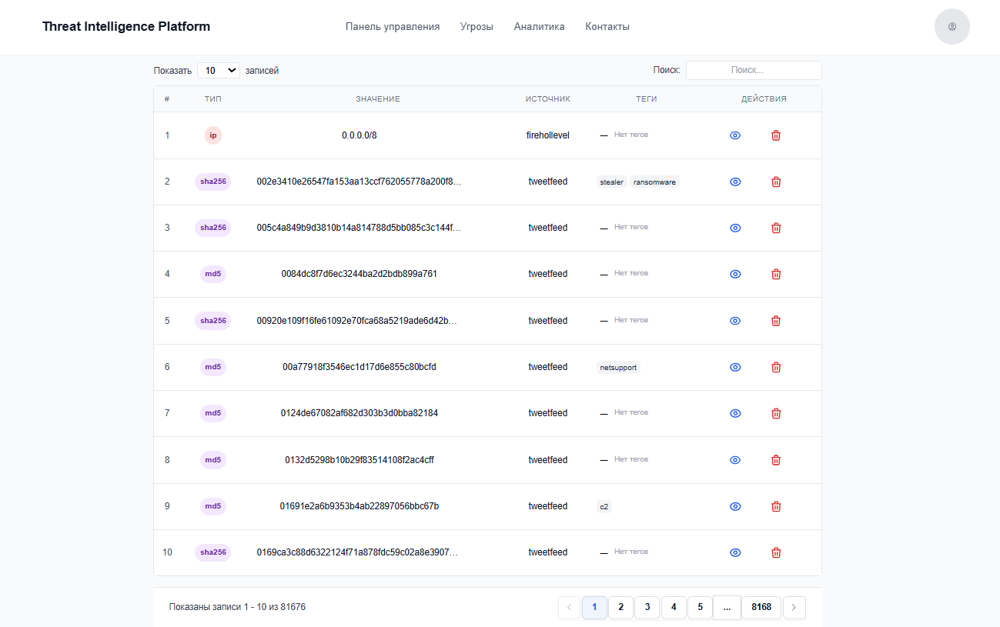 Threat Intelligence Platform Панель управления Угрозы Аналитика Контакты
Показать 10 записей Поиск: Поиск...
# ТИП ЗНАЧЕНИЕ ИСТОЧНИК ТЕГИ ДЕЙСТВИЯ
1 ip 0.0.0.0/8 firehollevel — Нет тегов
2 sha256 002e3410e26547fa153aa13ccf762055778a200f8... tweetfeed stealer ransomware
3 sha256 005c4a849b9d3810b14a814788d5bb085c3c144f... tweetfeed — Нет тегов
4 md5 0084dc8f7d6ec3244ba2d2bdb899a761 tweetfeed — Нет тегов
5 sha256 00920e109f16fe61092e70fca68a5219ade6d42b... tweetfeed — Нет тегов
6 md5 00a77918f3546ec1d17d6e855c80bcfd tweetfeed netsupport
7 md5 0124de67082af682d303b3d0bba82184 tweetfeed — Нет тегов
8 md5 0132d5298b10b29f83514108f2ac4cff tweetfeed — Нет тегов
9 md5 01691e2a6b9353b4ab22897056bbc67b tweetfeed c2
10 sha256 0169ca3c88d6322124f71a878fdc59c02a8e3907... tweetfeed — Нет тегов
Показаны записи 1 - 10 из 81676 1 2 3 4 5 ... 8168